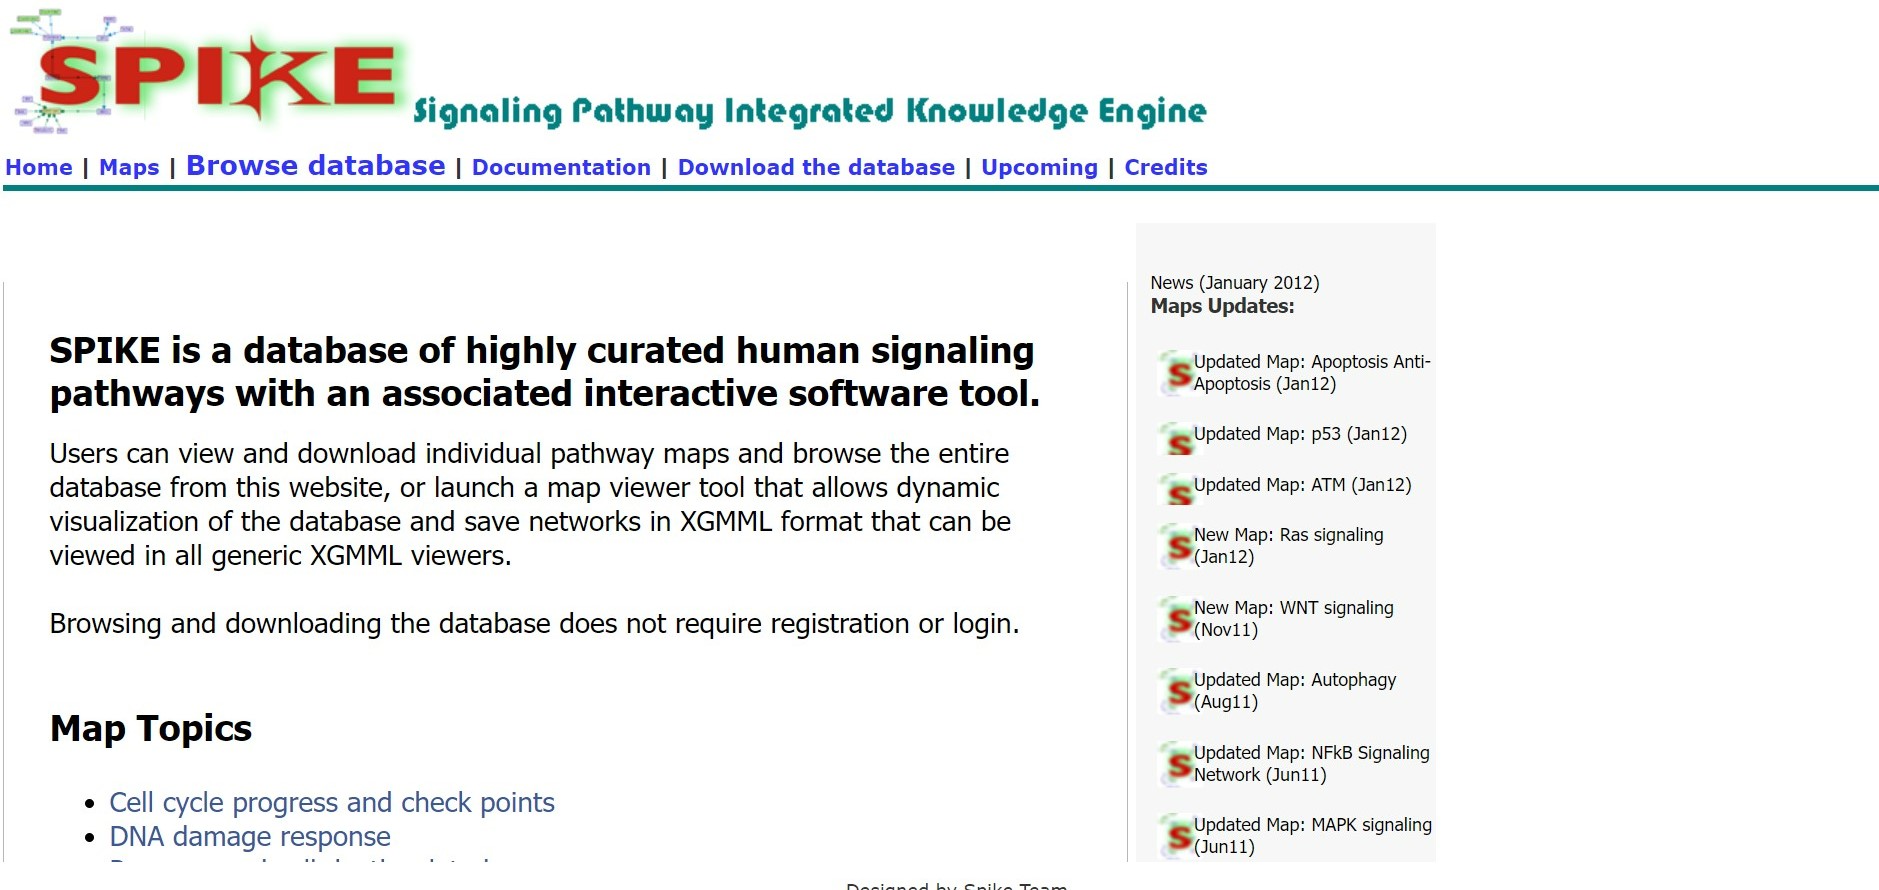 SPIKE
Signaling Pathway Integrated Knowledge Engine
Home | Maps | Browse database | Documentation | Download the database | Upcoming | Credits
SPIKE is a database of highly curated human signaling
pathways with an associated interactive software tool.
Users can view and download individual pathway maps and browse the entire
database from this website, or launch a map viewer tool that allows dynamic
visualization of the database and save networks in XGMML format that can be
viewed in all generic XGMML viewers.
Browsing and downloading the database does not require registration or login.
Map Topics
Cell cycle progress and check points
DNA damage response
News (January 2012)
Maps Updates:
Updated Map: Apoptosis Anti-
Apoptosis (Jan12)
Updated Map: p53 (Jan12)
Updated Map: ATM (Jan12)
New Map: Ras signaling
(Jan12)
New Map: WNT signaling
(Nov11)
Updated Map: Autophagy
(Aug11)
Updated Map: NFkB Signaling
Network (Jun11)
Updated Map: MAPK signaling
(Jun11)
Designed by Spike Team